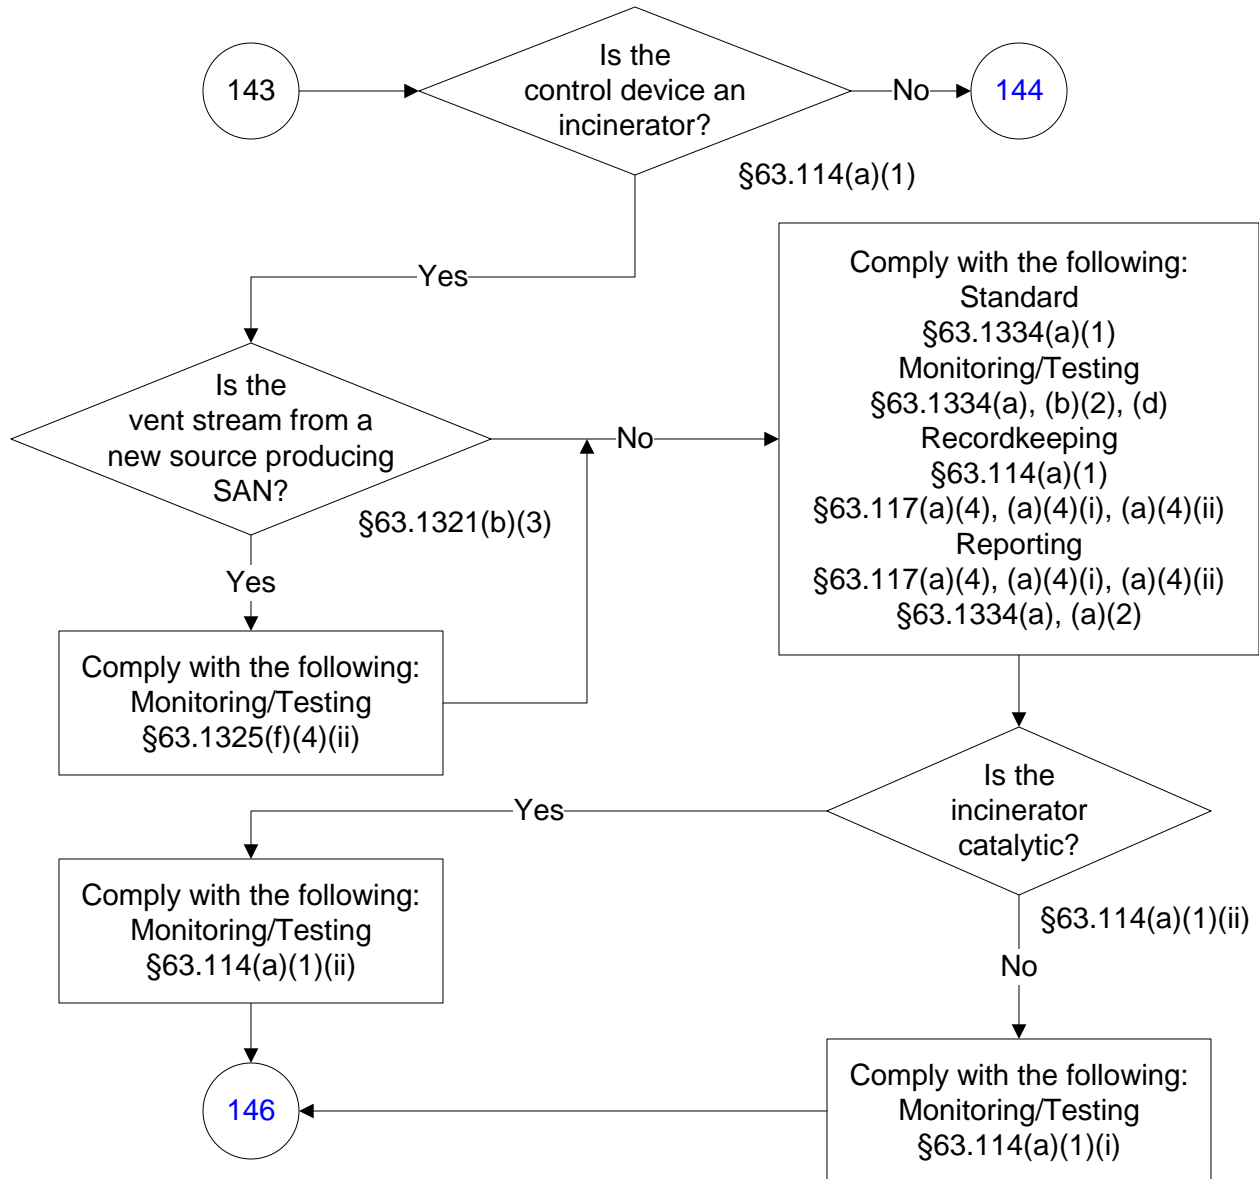 143
Is the
control device an
incinerator?
No
144
§63.114(a)(1)
Yes
Is the
vent stream from a
new source producing
SAN?
§63.1321(b)(3)
No
Yes
Comply with the following:
Monitoring/Testing
§63.1325(f)(4)(ii)
Comply with the following:
Standard
§63.1334(a)(1)
Monitoring/Testing
§63.1334(a), (b)(2), (d)
Recordkeeping
§63.114(a)(1)
§63.117(a)(4), (a)(4)(i), (a)(4)(ii)
Reporting
§63.117(a)(4), (a)(4)(i), (a)(4)(ii)
§63.1334(a), (a)(2)
Is the
incinerator
catalytic?
§63.114(a)(1)(ii)
Yes
Comply with the following:
Monitoring/Testing
§63.114(a)(1)(ii)
No
Comply with the following:
Monitoring/Testing
§63.114(a)(1)(i)
146